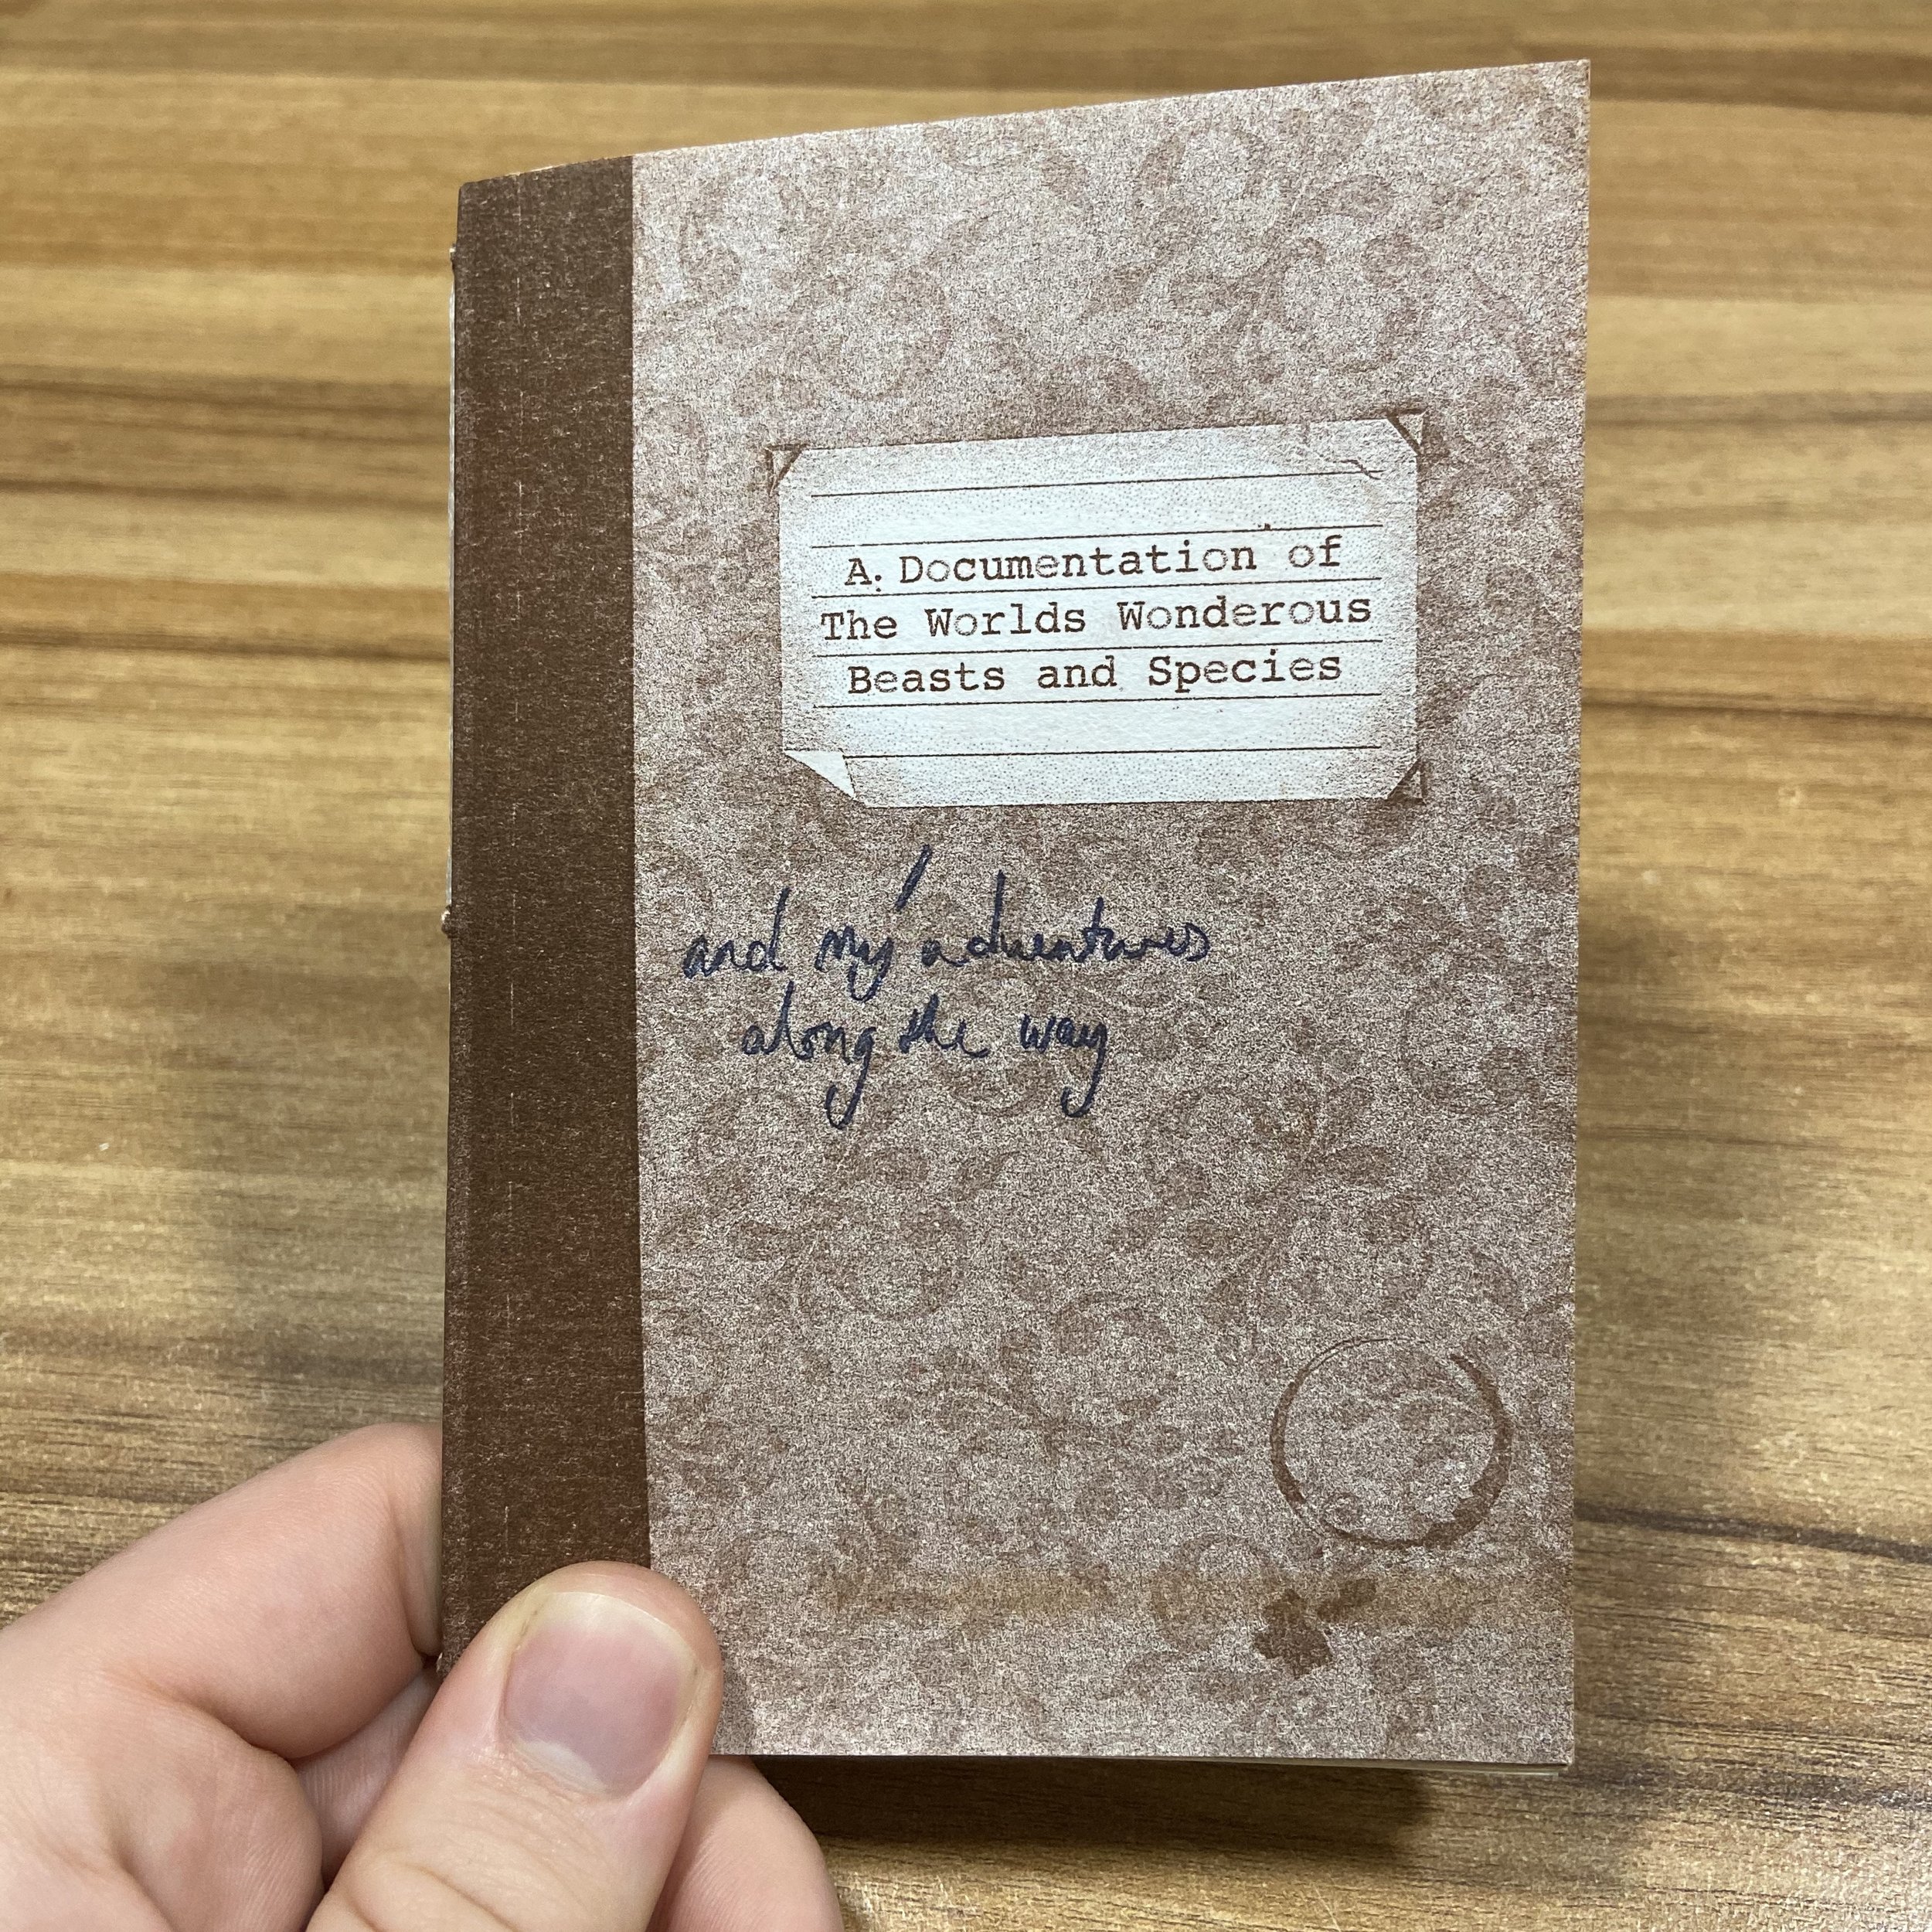 A. Documentation of
The Worlds Wonderous
Beasts and Species
and my adventures
along the way